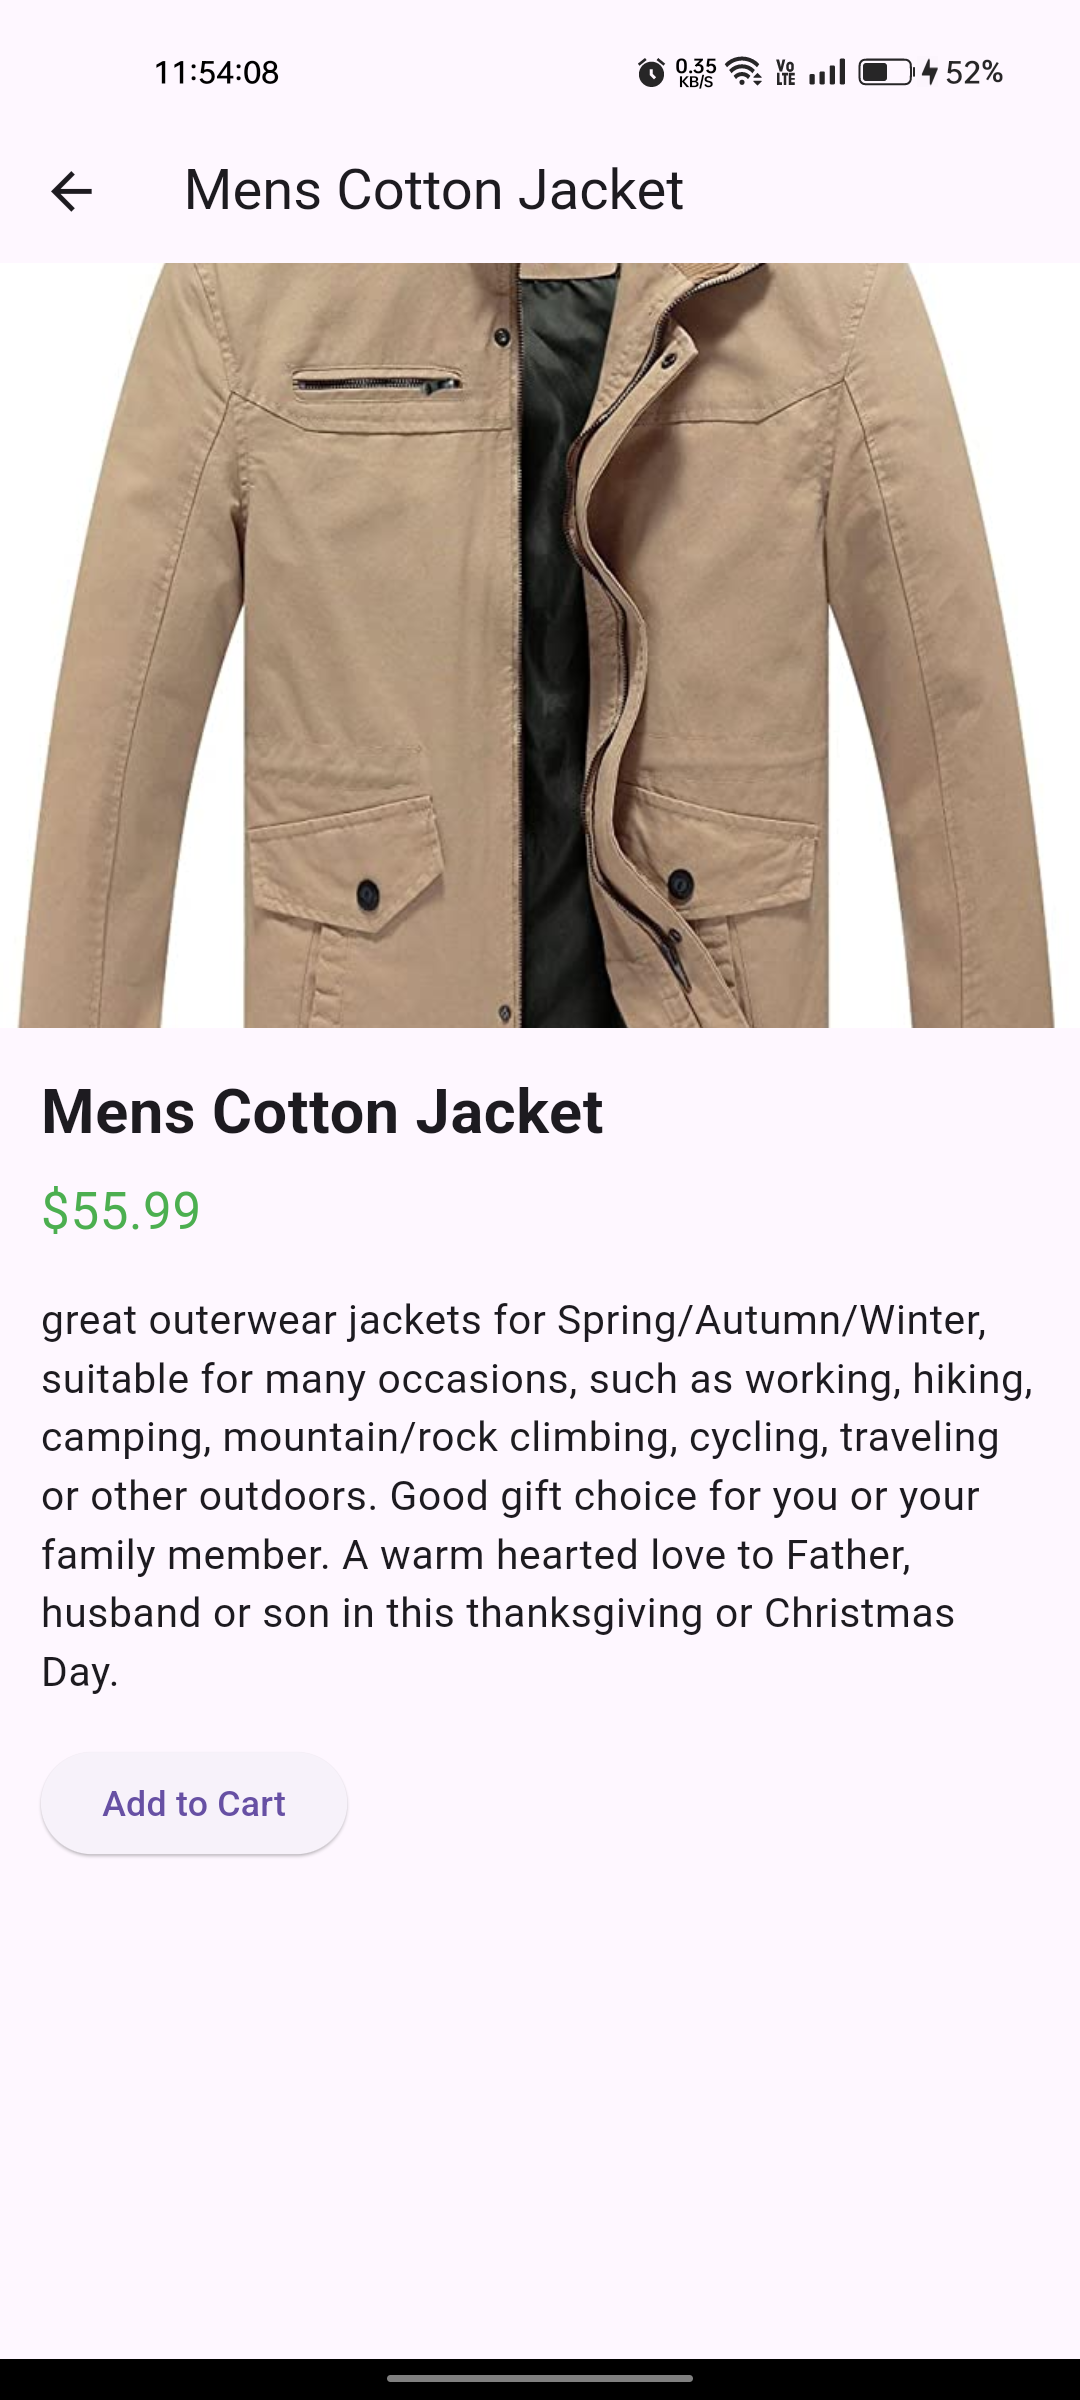 11:54:08
0.35
KB/S
Vo
LTE
52%
Mens Cotton Jacket
Mens Cotton Jacket
$55.99
great outerwear jackets for Spring/Autumn/Winter,
suitable for many occasions, such as working, hiking,
camping, mountain/rock climbing, cycling, traveling
or other outdoors. Good gift choice for you or your
family member. A warm hearted love to Father,
husband or son in this thanksgiving or Christmas
Day.
Add to Cart